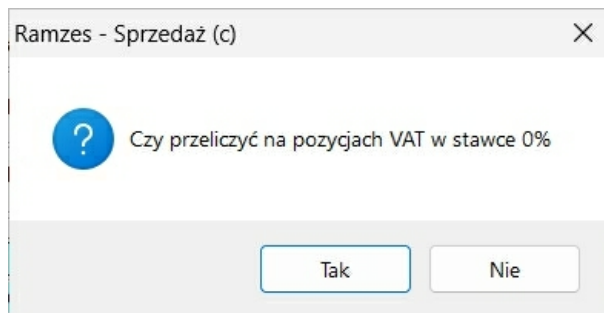 Ramzes - Sprzedaż (c)
?
Czy przeliczyć na pozycjach VAT w stawce 0%
Tak
Nie